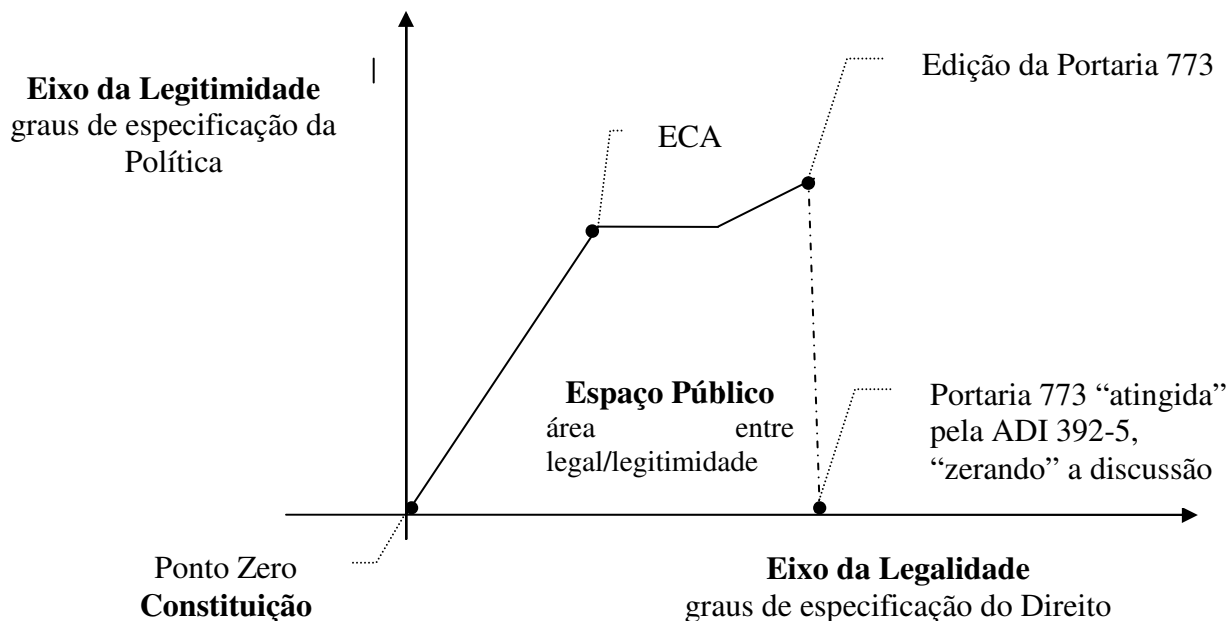 Eixo da Legitimidade
graus de especificação da
Política
|
Edição da Portaria 773
ECA
Espaço Público
área entre
legal/legitimidade
Portaria 773 “atingida”
pela ADI 392-5,
“zerando” a discussão
Ponto Zero
Constituição
Eixo da Legalidade
graus de especificação do Direito